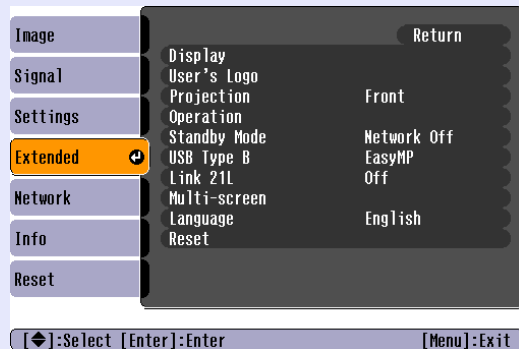 Image
Signal
Settings
Extended
Network
Info
Reset
Return
Display
User's Logo
Projection Front
Operation
Standby Mode Network Off
USB Type B EasyMP
Link 21L Off
Multi-screen
Language English
Reset
[◆]:Select [Enter]:Enter [Menu]:Exit